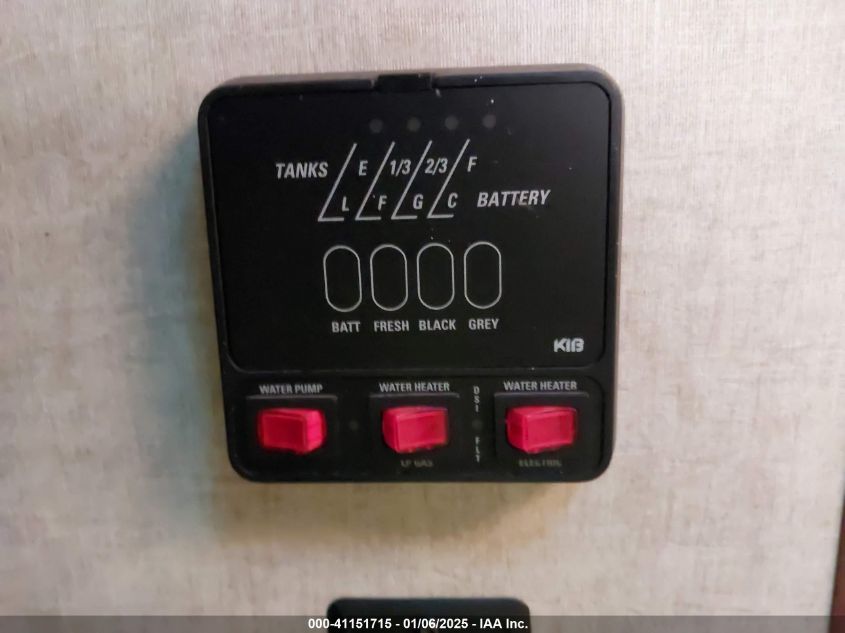 TANKS E 1/3 2/3 F
L F G C BATTERY
BATT FRESH BLACK GREY
KIB
WATER PUMP WATER HEATER DSI WATER HEATER
FLT
LP GAS ELECTRIC
000-41151715 - 01/06/2025 - IAA Inc.